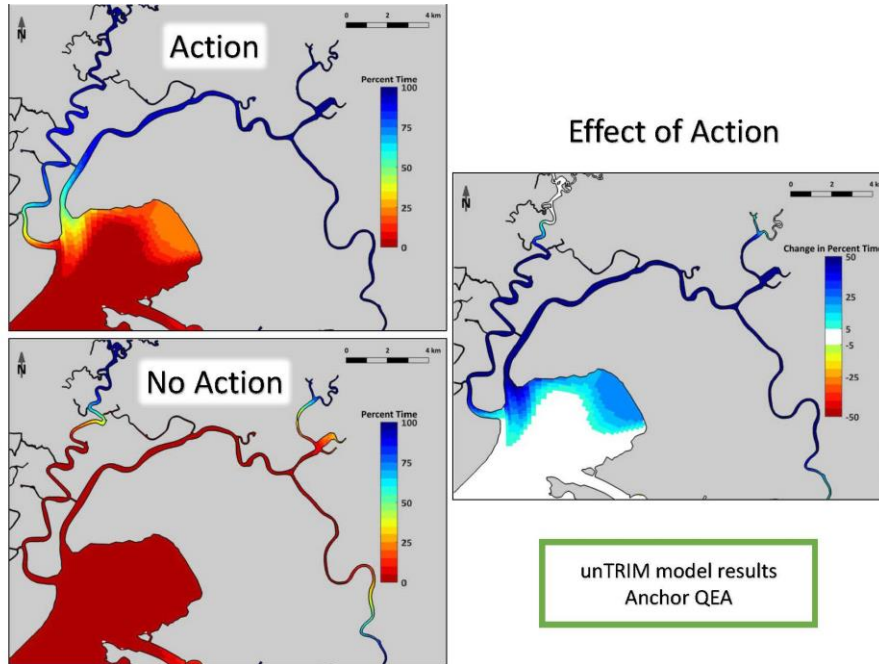 Action
N
0 2 4 km
Percent Time
100
75
50
25
0
No Action
N
0 2 4 km
Percent Time
100
75
50
25
0
Effect of Action
N
0 2 4 km
Change in Percent Time
50
25
5
-5
-25
-50
unTRIM model results
Anchor QEA